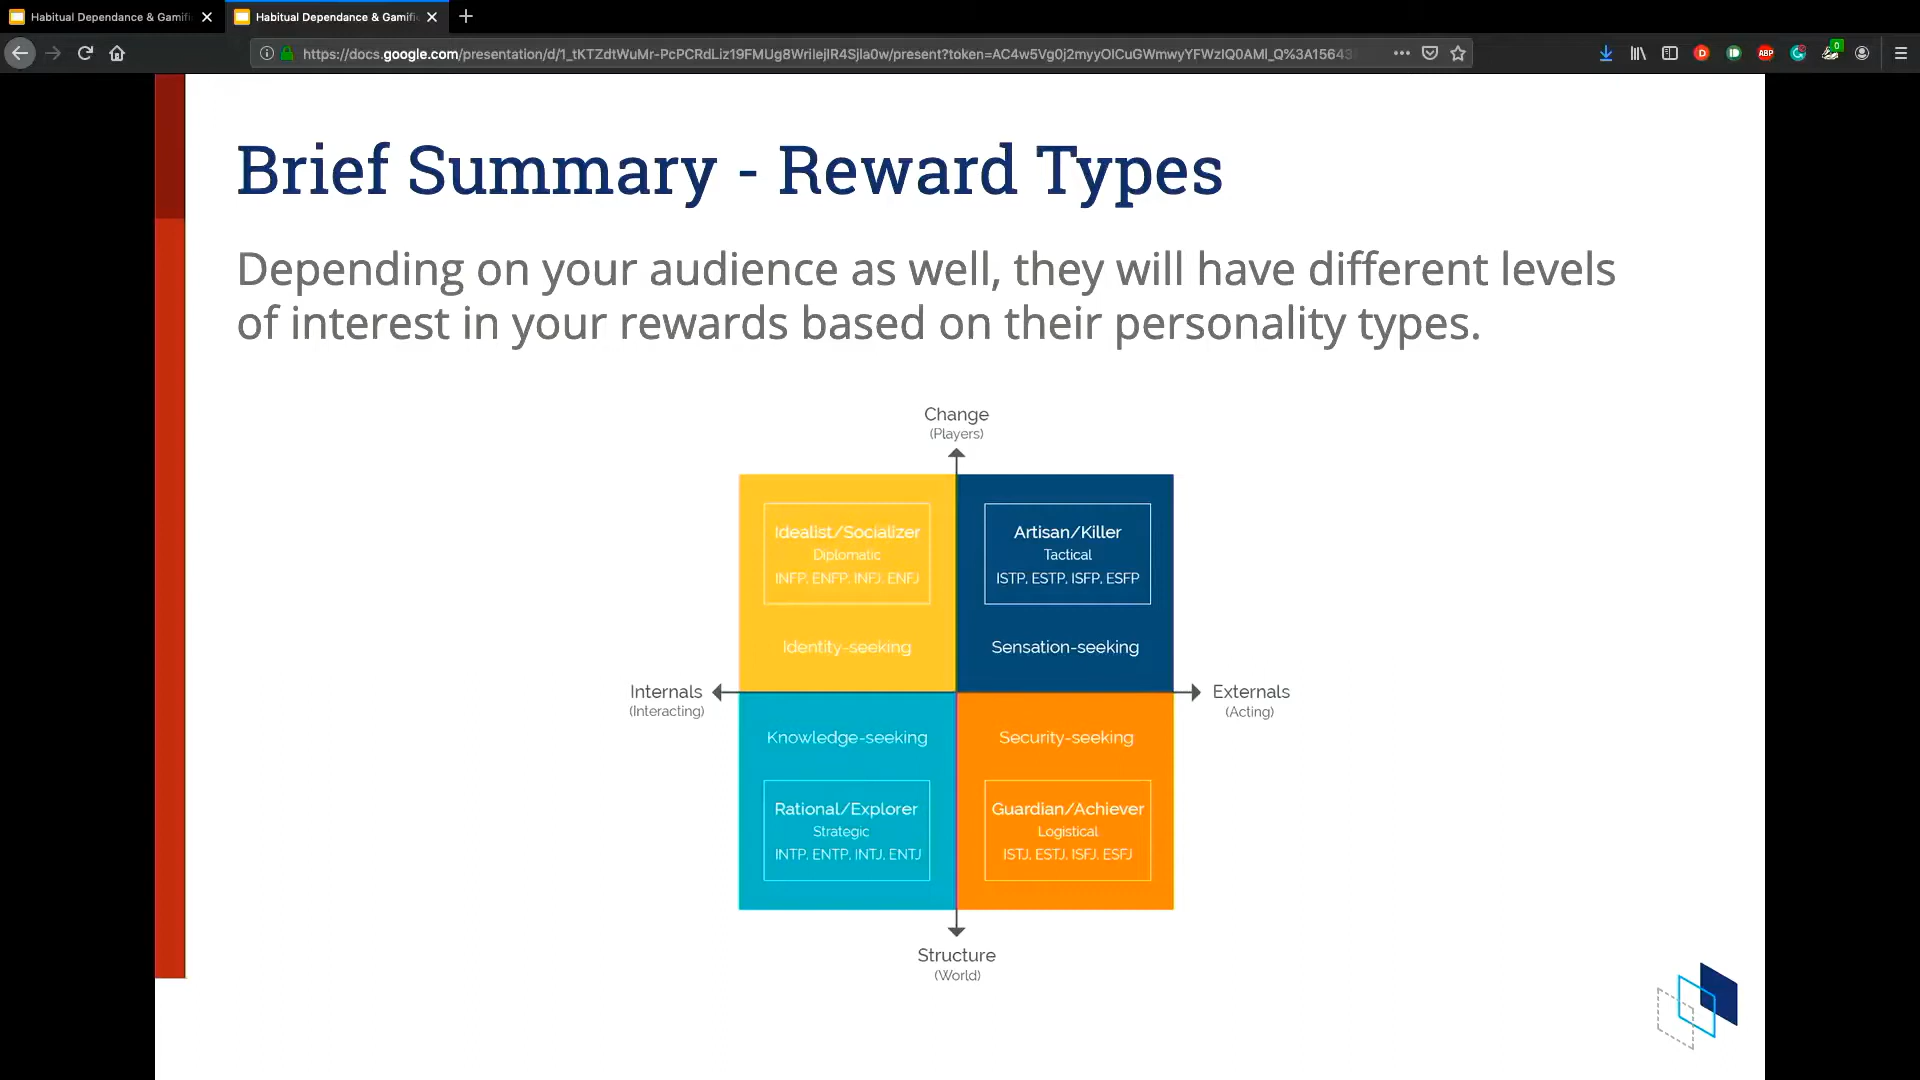 Habitual Dependance & Gamifi
Habitual Dependance & Gamific
https://docs.google.com/presentation/d/1_tKTZdtWuMr-PcPCRdLiz19FMUg8WrilejlR4Sjla0w/present?token=AC4w5Vg0j2myyOlCuGWmwyYFWzIQ0AMl_Q%3A15643
ABP
0
Brief Summary - Reward Types
Depending on your audience as well, they will have different levels
of interest in your rewards based on their personality types.
Change
(Players)
Idealist/Socializer
Diplomatic
INFP, ENFP, INFJ, ENFJ
Identity-seeking
Artisan/Killer
Tactical
ISTP, ESTP, ISFP, ESFP
Sensation-seeking
Internals
(Interacting)
Externals
(Acting)
Knowledge-seeking
Rational/Explorer
Strategic
INTP, ENTP, INTJ, ENTJ
Security-seeking
Guardian/Achiever
Logistical
ISTJ, ESTJ, ISFJ, ESFJ
Structure
(World)